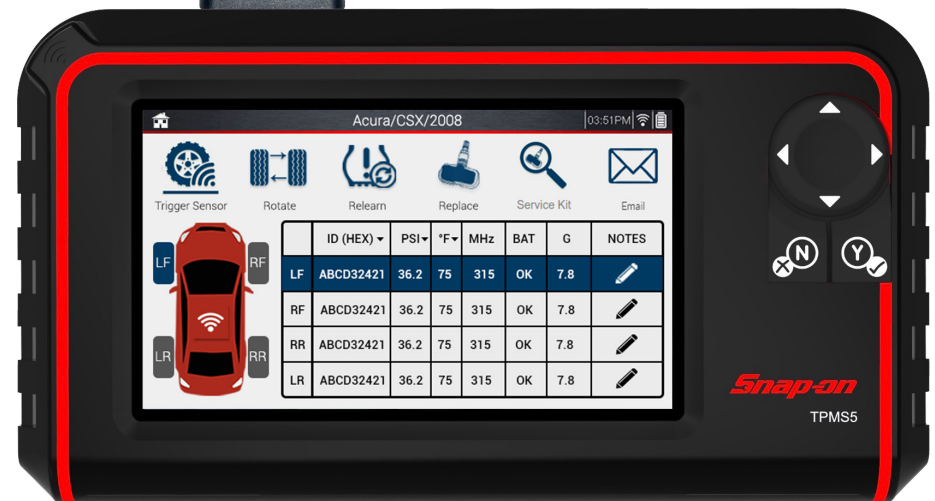 Acura/CSX/2008 03:51PM
Trigger Sensor Rotate Relearn Replace Service Kit Email
ID (HEX) PSI °F MHz BAT G NOTES
LF ABCD32421 36.2 75 315 OK 7.8
RF ABCD32421 36.2 75 315 OK 7.8
RR ABCD32421 36.2 75 315 OK 7.8
LR ABCD32421 36.2 75 315 OK 7.8
LF RF
LR RR
N Y
Snap-on
TPMS5